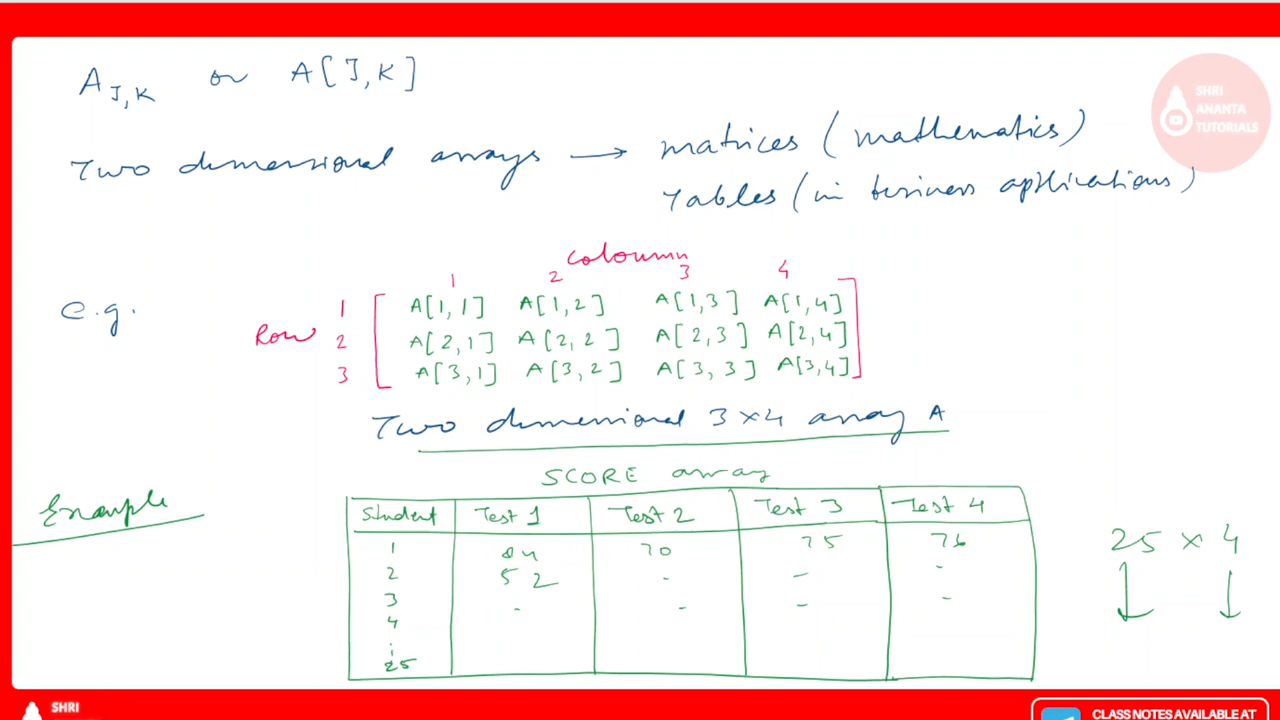 A J,K or A[J,K]
SHRI
ANANTA
TUTORIALS
Two dimensional arrays → matrices (mathematics)
Tables (in business applications)
Coloumn
1 2 3 4
e.g.
Row
1 A[1,1] A[1,2] A[1,3] A[1,4]
2 A[2,1] A[2,2] A[2,3] A[2,4]
3 A[3,1] A[3,2] A[3,3] A[3,4]
Two dimensional 3×4 array A
Example
SCORE array
Student Test 1 Test 2 Test 3 Test 4
1 84 70 75 76
2 52 - - -
3 - - - -
4
:
25
25 × 4
SHRI
CLASS NOTES AVAILABLE AT